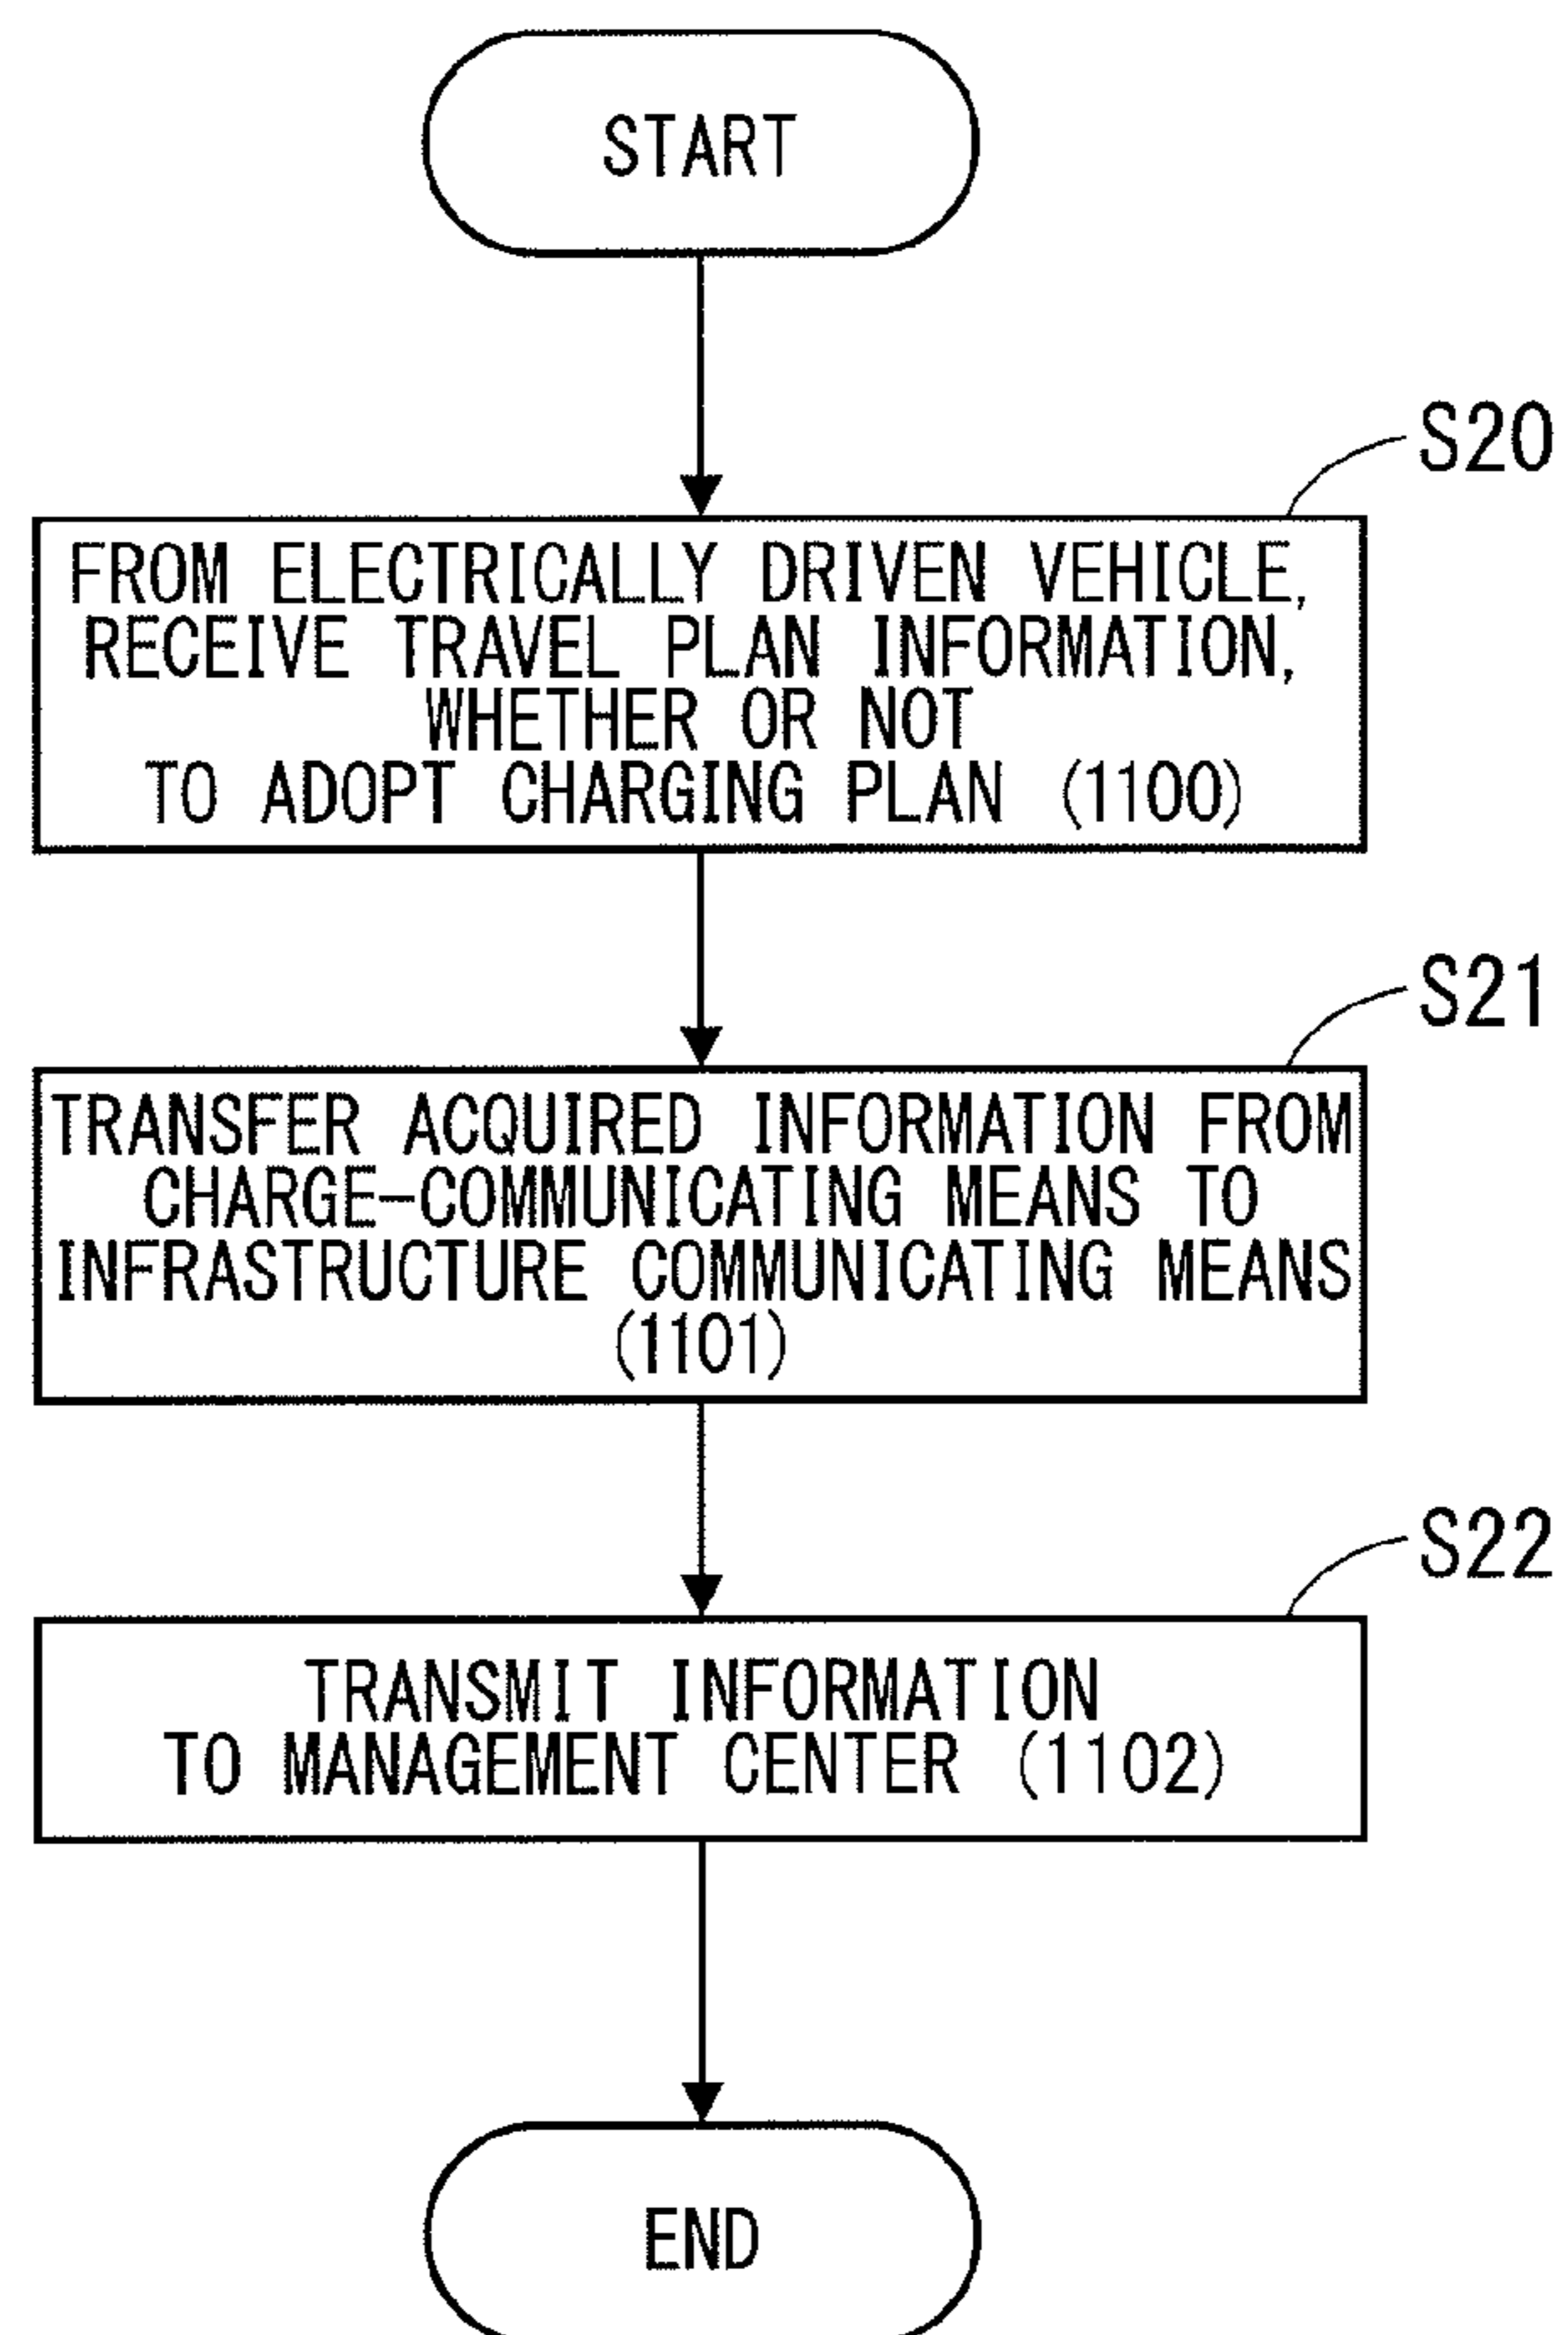 START
S20
FROM ELECTRICALLY DRIVEN VEHICLE,
RECEIVE TRAVEL PLAN INFORMATION,
WHETHER OR NOT
TO ADOPT CHARGING PLAN (1100)
S21
TRANSFER ACQUIRED INFORMATION FROM
CHARGE-COMMUNICATING MEANS TO
INFRASTRUCTURE COMMUNICATING MEANS
(1101)
S22
TRANSMIT INFORMATION
TO MANAGEMENT CENTER (1102)
END